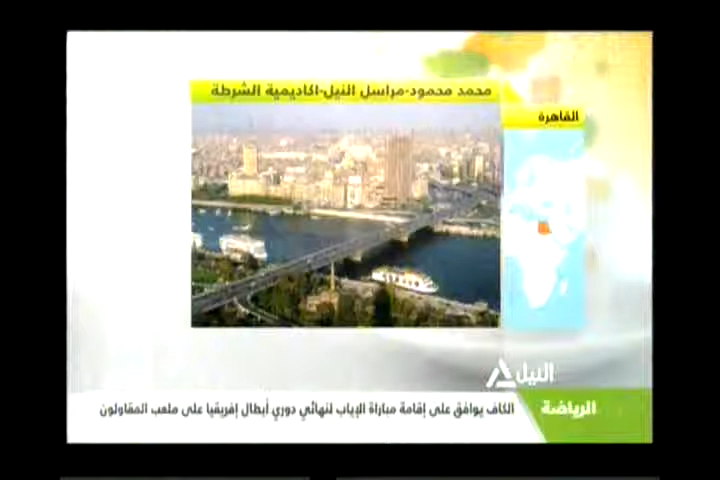 محمد محمود-مراسل النيل-اكاديمية الشرطة
القاهرة
النيل
الرياضة
الكاف يوافق على إقامة مباراة الإياب لنهائي دوري أبطال إفريقيا على ملعب المقاولون